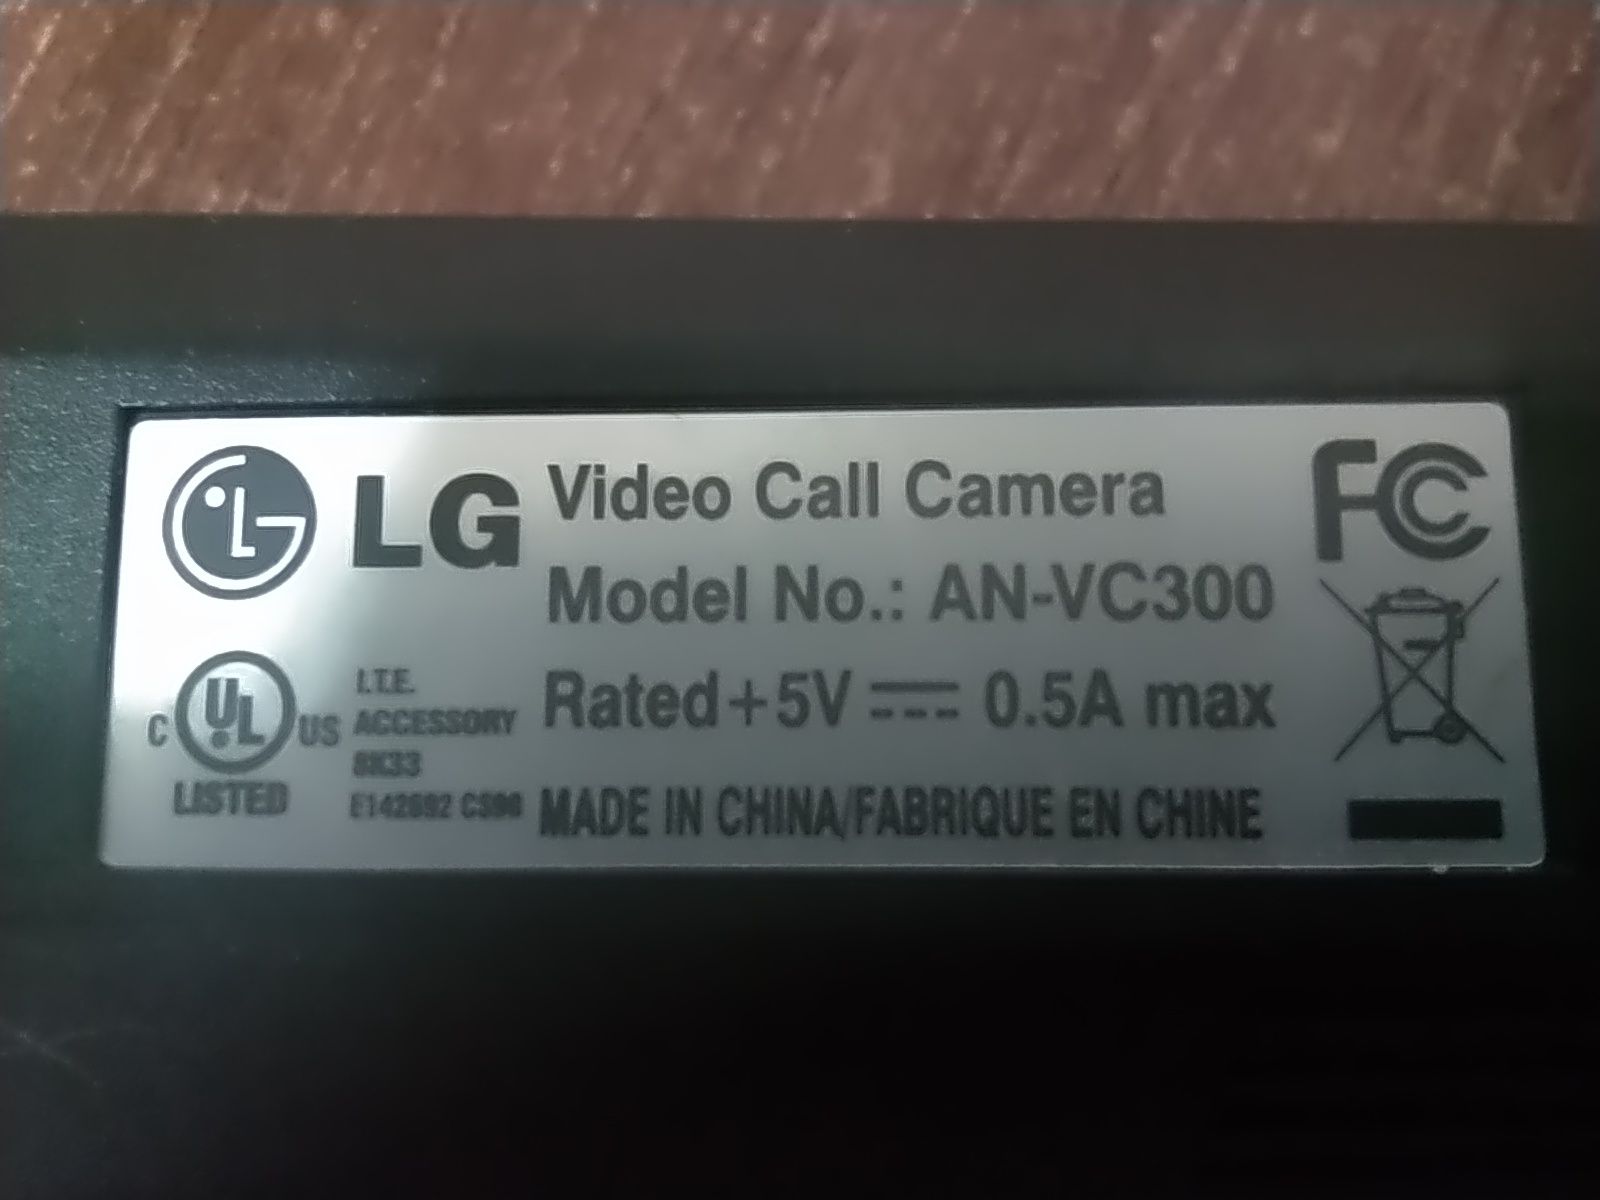 LG
Video Call Camera
Model No.: AN-VC300
FC
C UL US
LISTED
I.T.E.
ACCESSORY
Rated +5V ⎓ 0.5A max
MADE IN CHINA/FABRIQUE EN CHINE